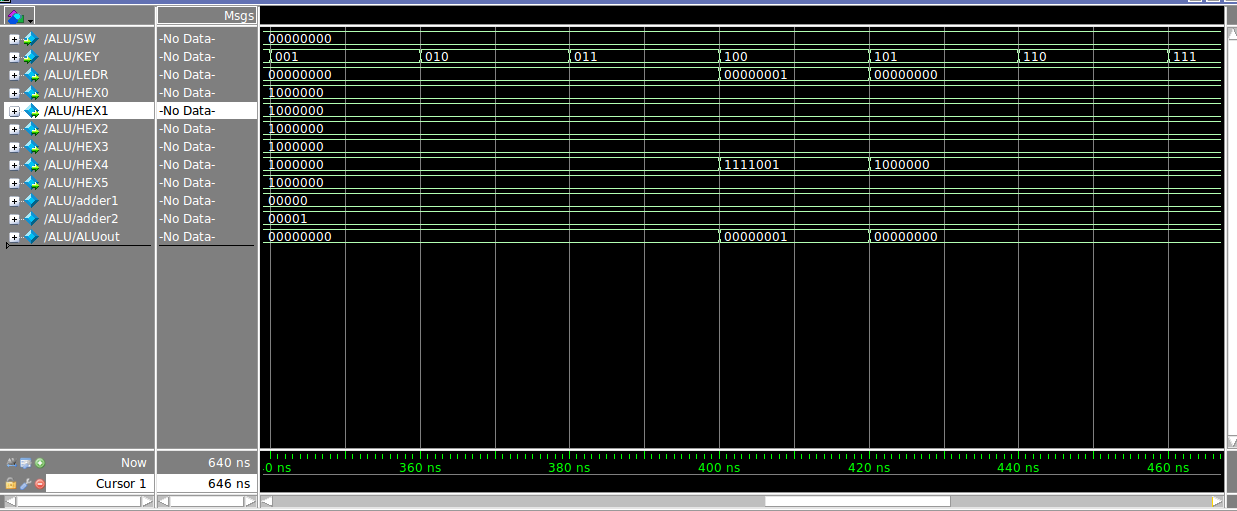 Msgs
/ALU/SW -No Data- 00000000
/ALU/KEY -No Data- 001 010 011 100 101 110 111
/ALU/LEDR -No Data- 00000000 00000001 00000000
/ALU/HEX0 -No Data- 1000000
/ALU/HEX1 -No Data- 1000000
/ALU/HEX2 -No Data- 1000000
/ALU/HEX3 -No Data- 1000000
/ALU/HEX4 -No Data- 1000000 1111001 1000000
/ALU/HEX5 -No Data- 1000000
/ALU/adder1 -No Data- 00000
/ALU/adder2 -No Data- 00001
/ALU/ALUout -No Data- 00000000 00000001 00000000
Now 640 ns 0 ns 360 ns 380 ns 400 ns 420 ns 440 ns 460 ns
Cursor 1 646 ns